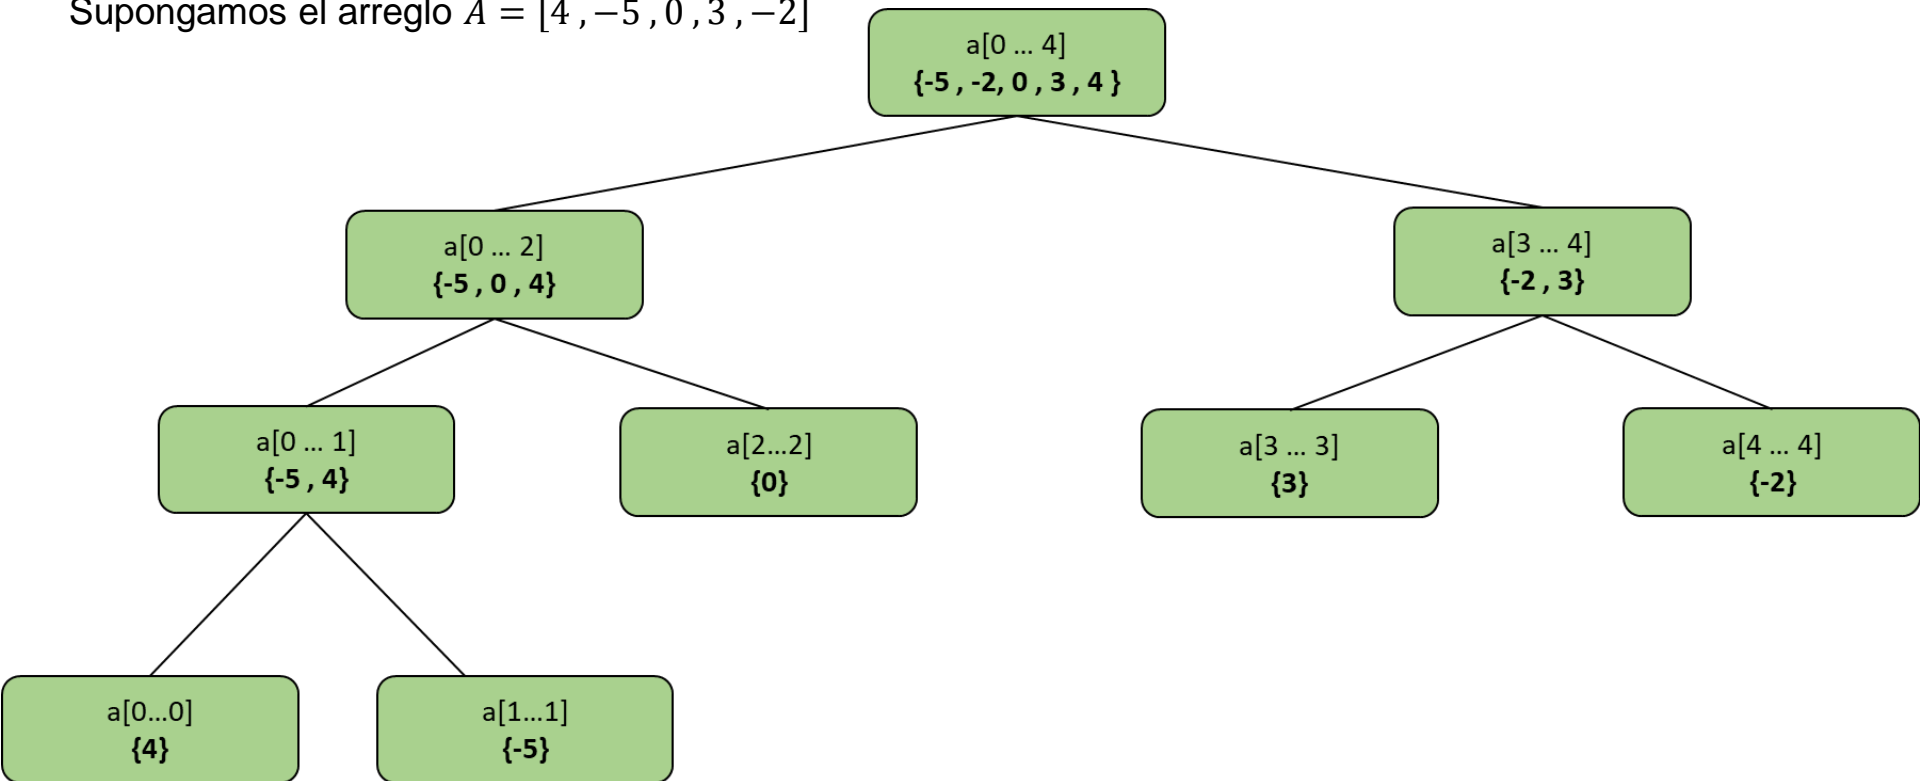 Supongamos el arreglo A = [4 , −5 , 0 , 3 , −2]
a[0 ... 4]
{-5 , -2, 0 , 3 , 4 }
a[0 ... 2]
{-5 , 0 , 4}
a[3 ... 4]
{-2 , 3}
a[0 ... 1]
{-5 , 4}
a[2...2]
{0}
a[3 ... 3]
{3}
a[4 ... 4]
{-2}
a[0...0]
{4}
a[1...1]
{-5}